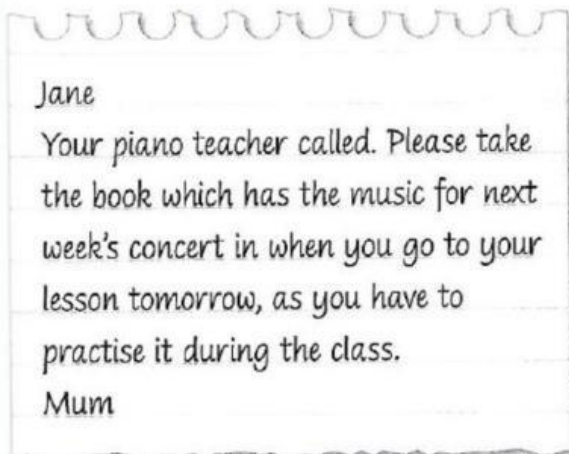 Jane
Your piano teacher called. Please take
the book which has the music for next
week's concert in when you go to your
lesson tomorrow, as you have to
practise it during the class.
Mum